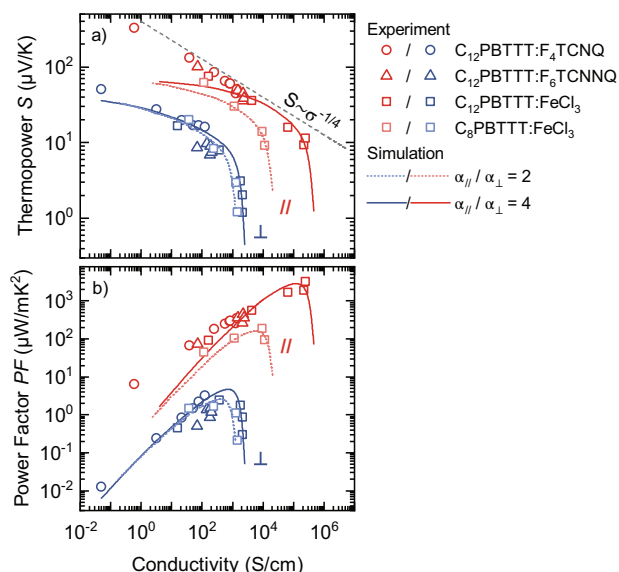 a)
Thermopower S (µV/K)
10³
10²
10¹
10⁰
S~σ⁻¹/⁴
//
⊥
Experiment
/ C₁₂PBTTT:F₄TCNQ
/ C₁₂PBTTT:F₆TCNNQ
/ C₁₂PBTTT:FeCl₃
/ C₈PBTTT:FeCl₃
Simulation
/ α// / α⊥ = 2
/ α// / α⊥ = 4
b)
Power Factor PF (µW/mK²)
10³
10²
10¹
10⁰
10⁻¹
10⁻²
//
⊥
10⁻² 10⁰ 10² 10⁴ 10⁶
Conductivity (S/cm)